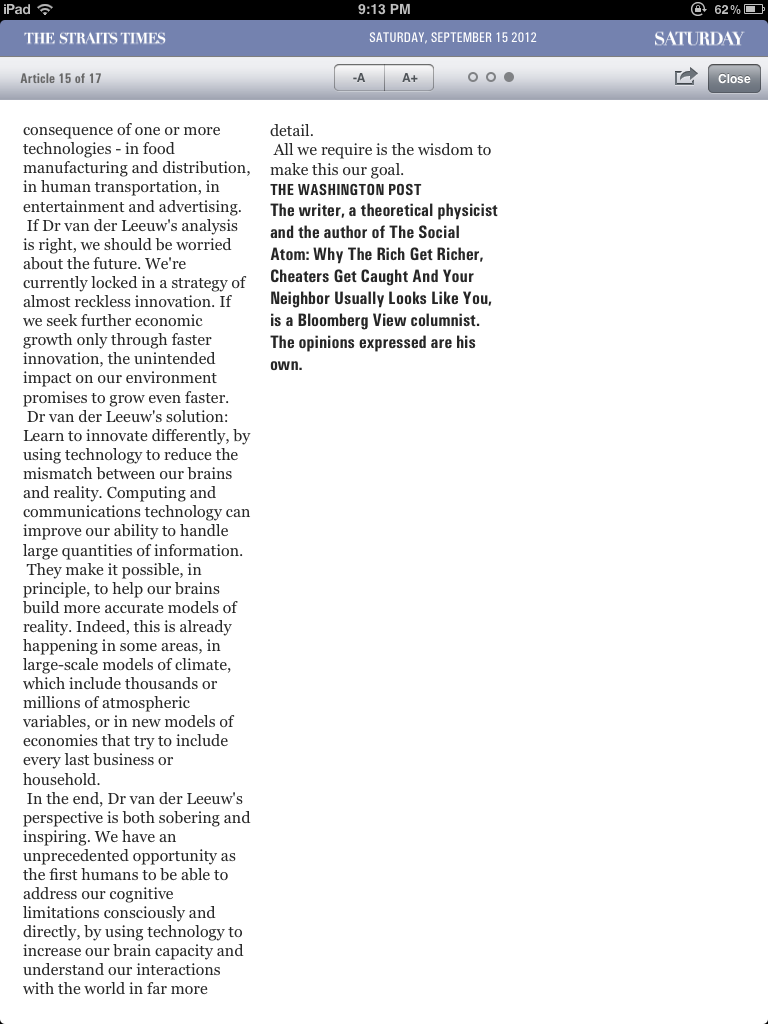 iPad 9:13 PM 62%
THE STRAITS TIMES SATURDAY, SEPTEMBER 15 2012 SATURDAY
Article 15 of 17 -A A+ Close
consequence of one or more
technologies - in food
manufacturing and distribution,
in human transportation, in
entertainment and advertising.
If Dr van der Leeuw's analysis
is right, we should be worried
about the future. We're
currently locked in a strategy of
almost reckless innovation. If
we seek further economic
growth only through faster
innovation, the unintended
impact on our environment
promises to grow even faster.
Dr van der Leeuw's solution:
Learn to innovate differently, by
using technology to reduce the
mismatch between our brains
and reality. Computing and
communications technology can
improve our ability to handle
large quantities of information.
They make it possible, in
principle, to help our brains
build more accurate models of
reality. Indeed, this is already
happening in some areas, in
large-scale models of climate,
which include thousands or
millions of atmospheric
variables, or in new models of
economies that try to include
every last business or
household.
In the end, Dr van der Leeuw's
perspective is both sobering and
inspiring. We have an
unprecedented opportunity as
the first humans to be able to
address our cognitive
limitations consciously and
directly, by using technology to
increase our brain capacity and
understand our interactions
with the world in far more
detail.
All we require is the wisdom to
make this our goal.
THE WASHINGTON POST
The writer, a theoretical physicist
and the author of The Social
Atom: Why The Rich Get Richer,
Cheaters Get Caught And Your
Neighbor Usually Looks Like You,
is a Bloomberg View columnist.
The opinions expressed are his
own.